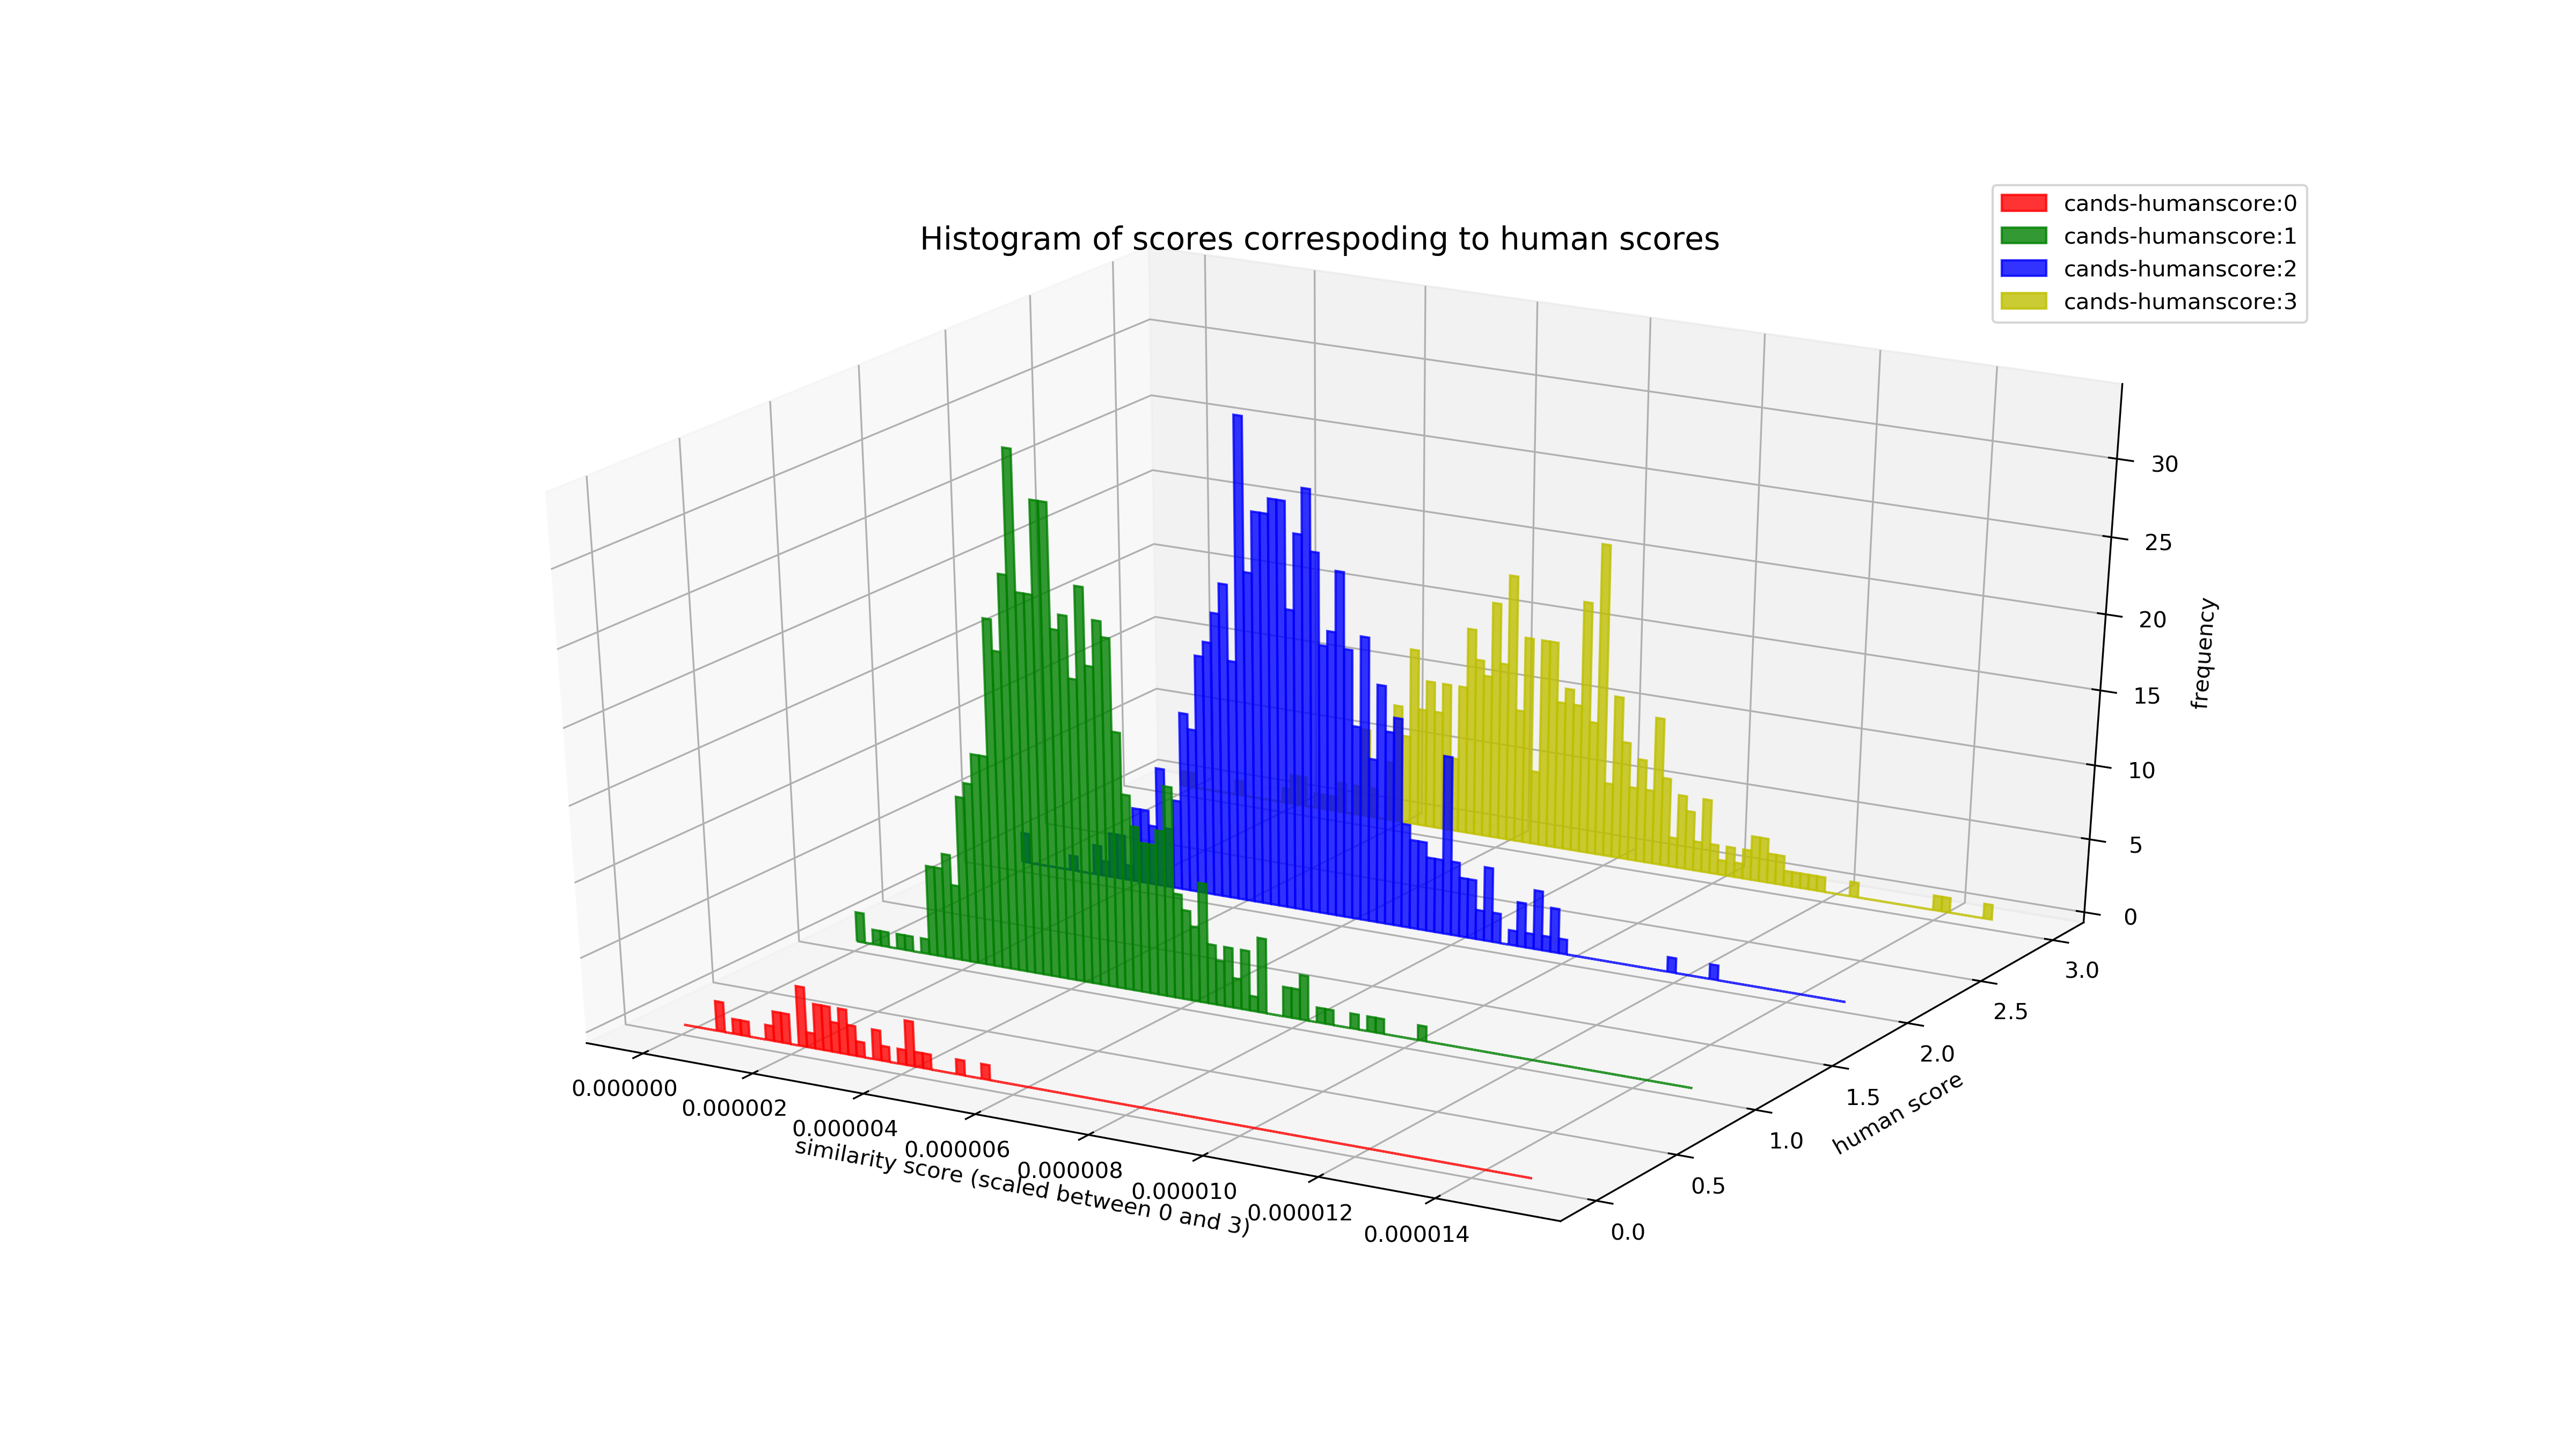 Histogram of scores correspoding to human scores
cands-humanscore:0
cands-humanscore:1
cands-humanscore:2
cands-humanscore:3
30
25
20
15
10
5
0
frequency
3.0
2.5
2.0
1.5
1.0
0.5
0.0
human score
0.000000
0.000002
0.000004
0.000006
0.000008
0.000010
0.000012
0.000014
similarity score (scaled between 0 and 3)